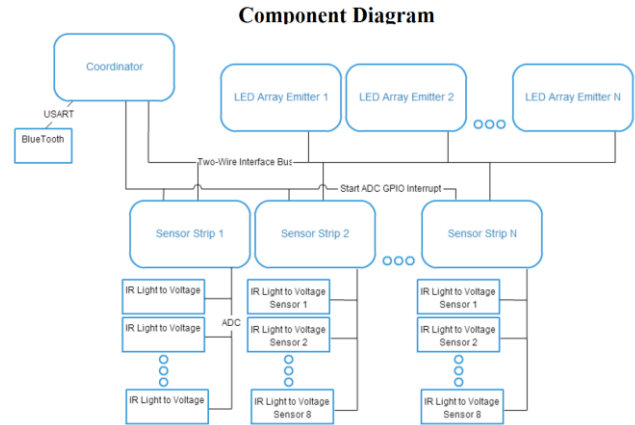 Component Diagram
Coordinator
LED Array Emitter 1
LED Array Emitter 2
LED Array Emitter N
USART
BlueTooth
Two-Wire Interface Bus
Start ADC GPIO Interrupt
Sensor Strip 1
Sensor Strip 2
Sensor Strip N
IR Light to Voltage
IR Light to Voltage
IR Light to Voltage
ADC
IR Light to Voltage
Sensor 1
IR Light to Voltage
Sensor 2
IR Light to Voltage
Sensor 8
IR Light to Voltage
Sensor 1
IR Light to Voltage
Sensor 2
IR Light to Voltage
Sensor 8